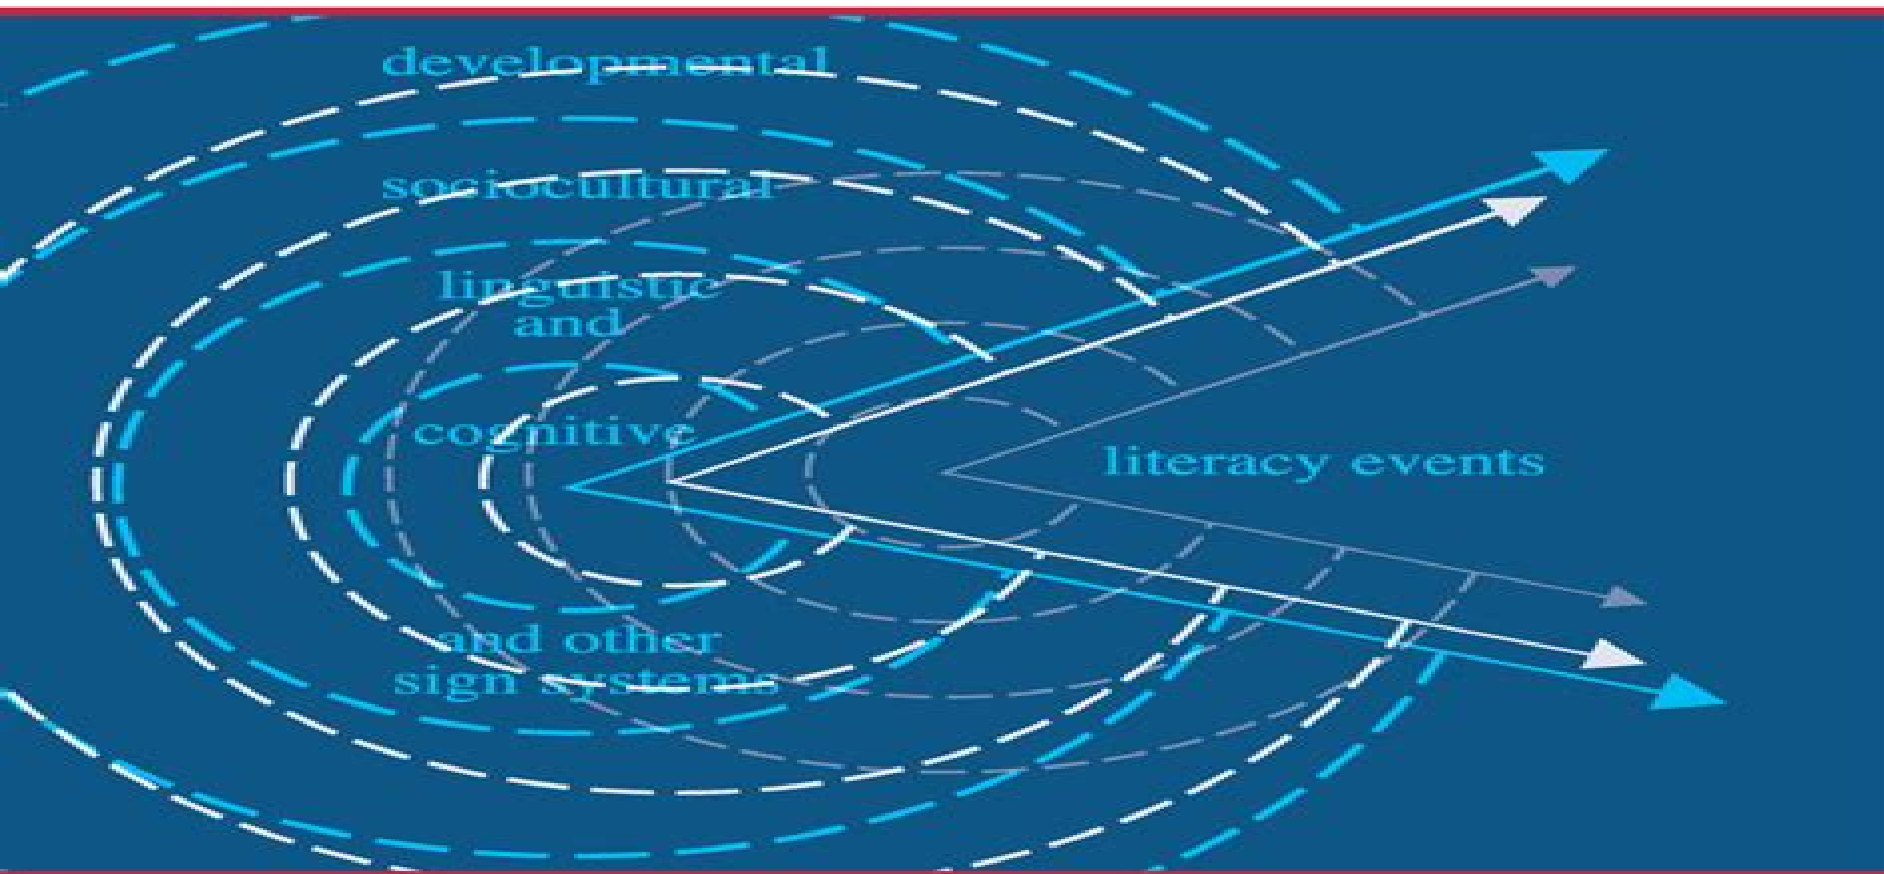 developmental
sociocultural
linguistic
and
cognitive
literacy events
and other
sign systems